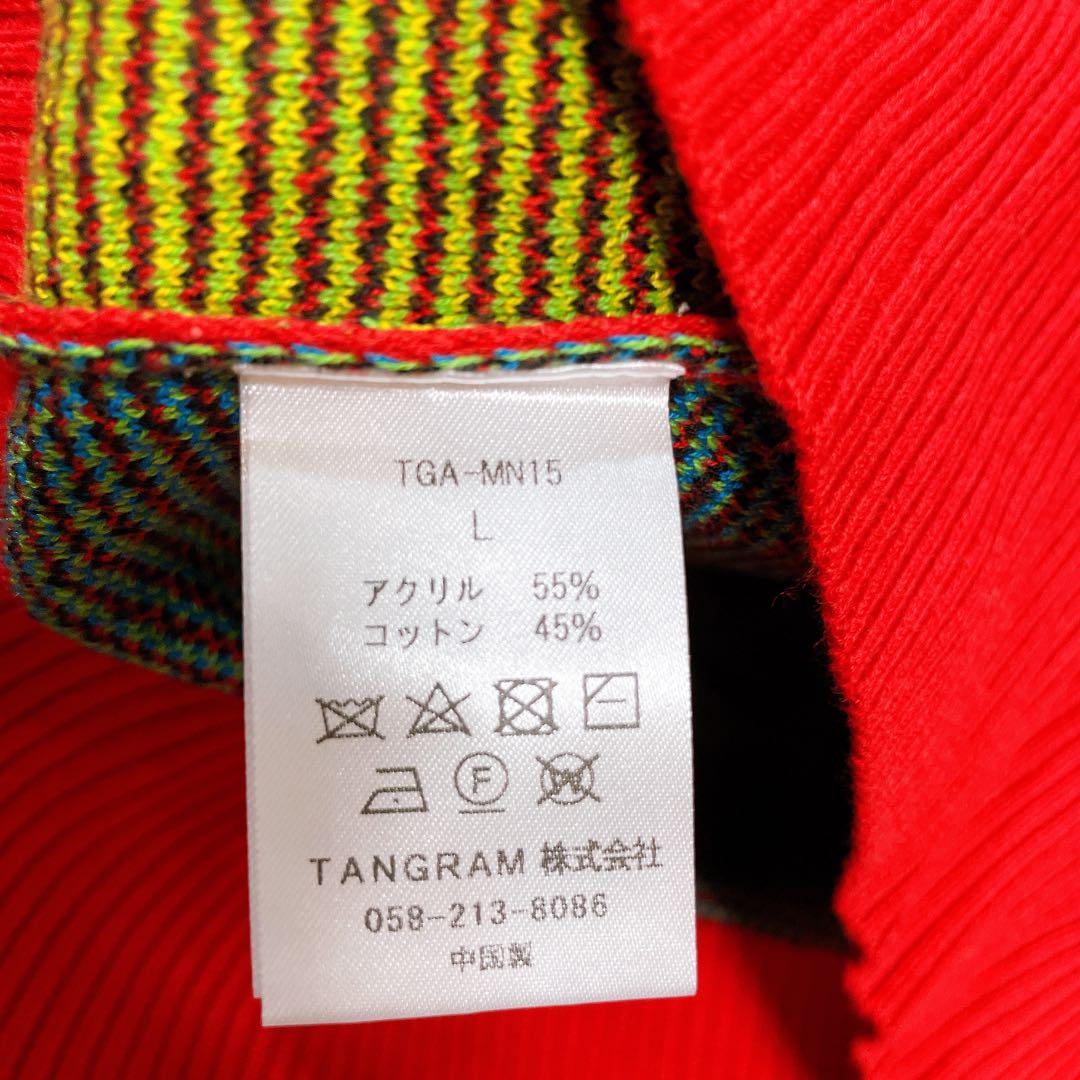 TGA-MN15
L
アクリル 55%
コットン 45%
F
W
TANGRAM 株式会社
058-213-8086
中国製